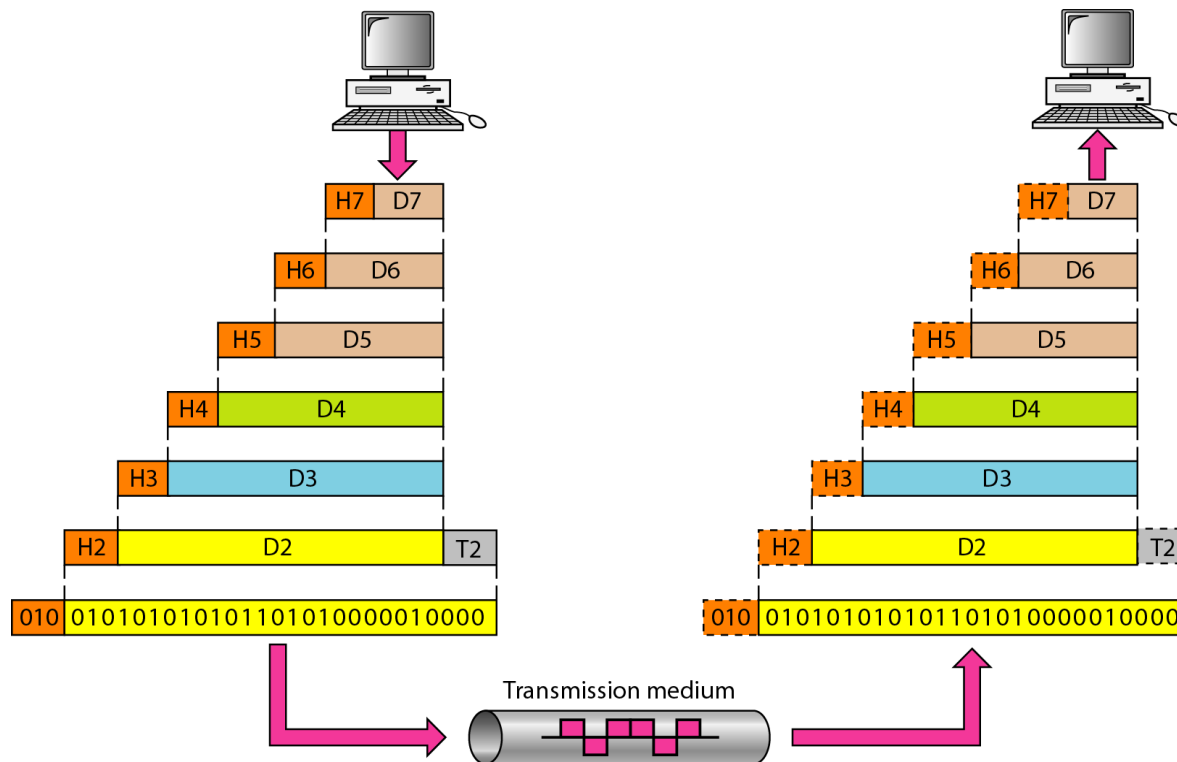 H7 D7 H7 D7
H6 D6 H6 D6
H5 D5 H5 D5
H4 D4 H4 D4
H3 D3 H3 D3
H2 D2 T2 H2 D2 T2
010 010101010101101010000010000 010 010101010101101010000010000
Transmission medium